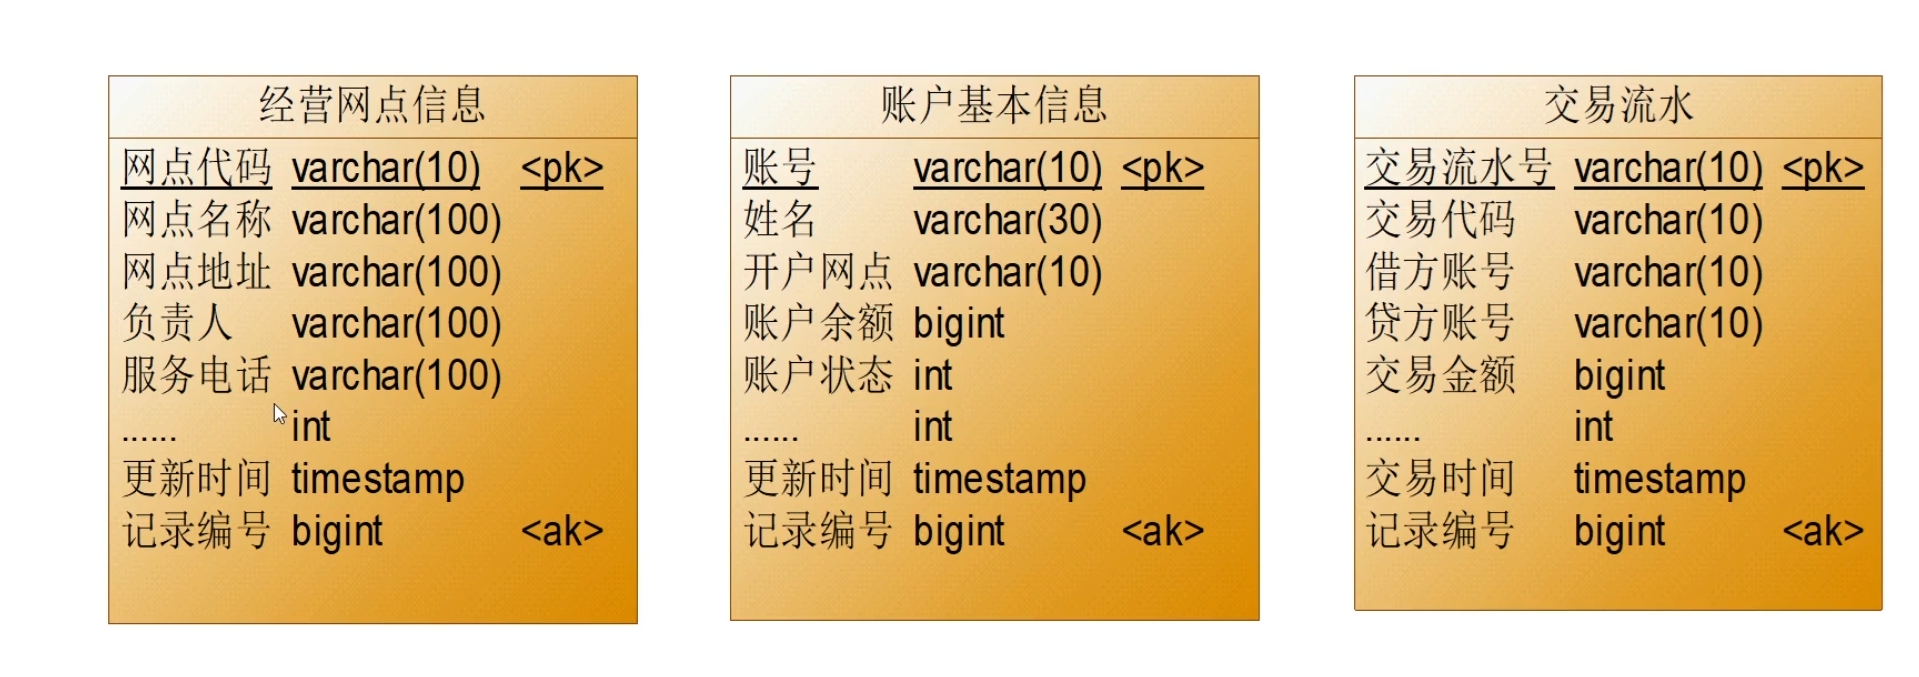 经营网点信息
网点代码 varchar(10) <pk>
网点名称 varchar(100)
网点地址 varchar(100)
负责人 varchar(100)
服务电话 varchar(100)
...... int
更新时间 timestamp
记录编号 bigint <ak>
账户基本信息
账号 varchar(10) <pk>
姓名 varchar(30)
开户网点 varchar(10)
账户余额 bigint
账户状态 int
...... int
更新时间 timestamp
记录编号 bigint <ak>
交易流水
交易流水号 varchar(10) <pk>
交易代码 varchar(10)
借方账号 varchar(10)
贷方账号 varchar(10)
交易金额 bigint
...... int
交易时间 timestamp
记录编号 bigint <ak>